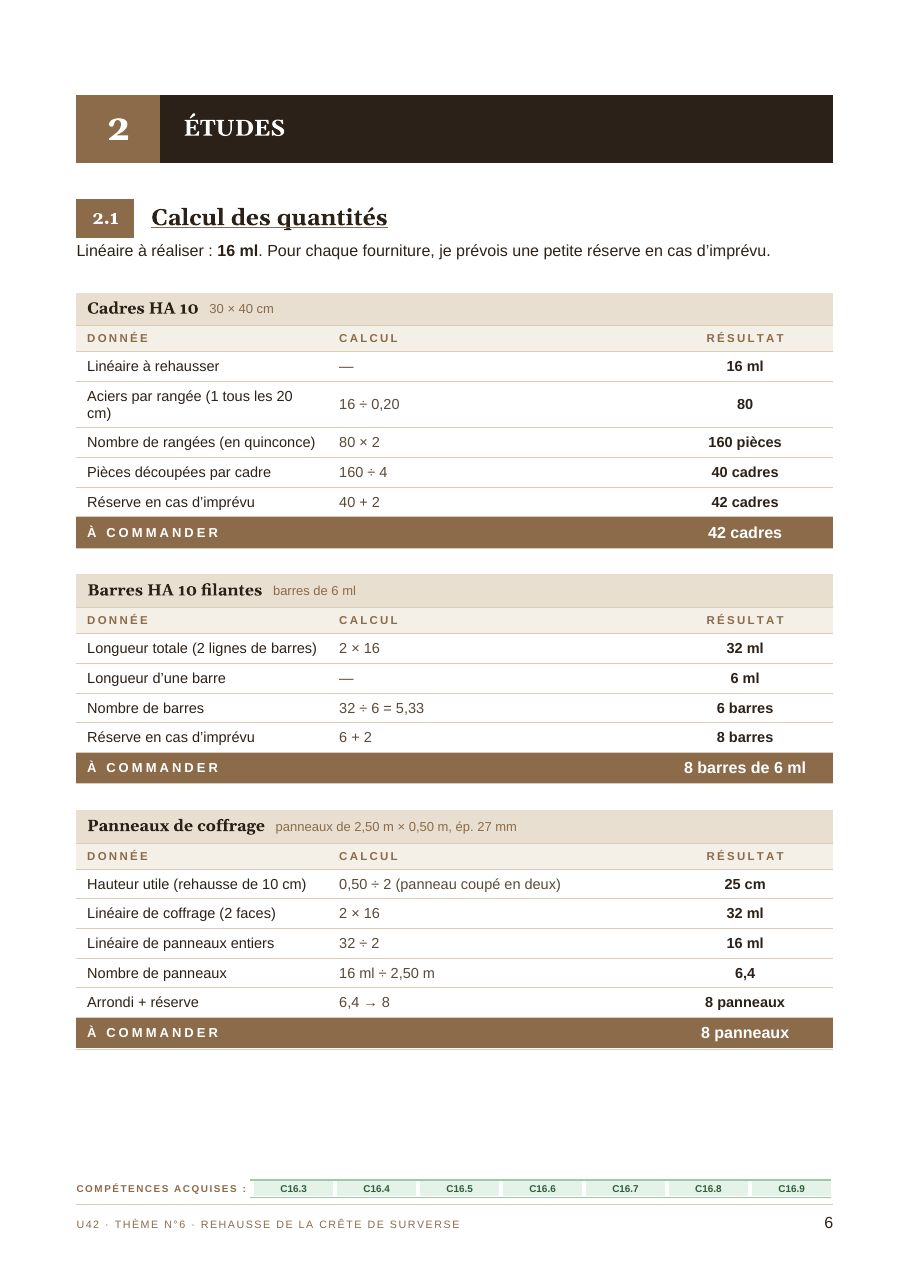 2 ÉTUDES
2.1 Calcul des quantités
Linéaire à réaliser : 16 ml. Pour chaque fourniture, je prévois une petite réserve en cas d’imprévu.
Cadres HA 10 30 × 40 cm
DONNÉE CALCUL RÉSULTAT
Linéaire à rehausser — 16 ml
Aciers par rangée (1 tous les 20
cm) 16 ÷ 0,20 80
Nombre de rangées (en quinconce) 80 × 2 160 pièces
Pièces découpées par cadre 160 ÷ 4 40 cadres
Réserve en cas d’imprévu 40 + 2 42 cadres
À COMMANDER 42 cadres
Barres HA 10 filantes barres de 6 ml
DONNÉE CALCUL RÉSULTAT
Longueur totale (2 lignes de barres) 2 × 16 32 ml
Longueur d’une barre — 6 ml
Nombre de barres 32 ÷ 6 = 5,33 6 barres
Réserve en cas d’imprévu 6 + 2 8 barres
À COMMANDER 8 barres de 6 ml
Panneaux de coffrage panneaux de 2,50 m × 0,50 m, ép. 27 mm
DONNÉE CALCUL RÉSULTAT
Hauteur utile (rehausse de 10 cm) 0,50 ÷ 2 (panneau coupé en deux) 25 cm
Linéaire de coffrage (2 faces) 2 × 16 32 ml
Linéaire de panneaux entiers 32 ÷ 2 16 ml
Nombre de panneaux 16 ml ÷ 2,50 m 6,4
Arrondi + réserve 6,4 → 8 8 panneaux
À COMMANDER 8 panneaux
COMPÉTENCES ACQUISES : C16.3 C16.4 C16.5 C16.6 C16.7 C16.8 C16.9
U42 · THÈME N°6 · REHAUSSE DE LA CRÊTE DE SURVERSE 6